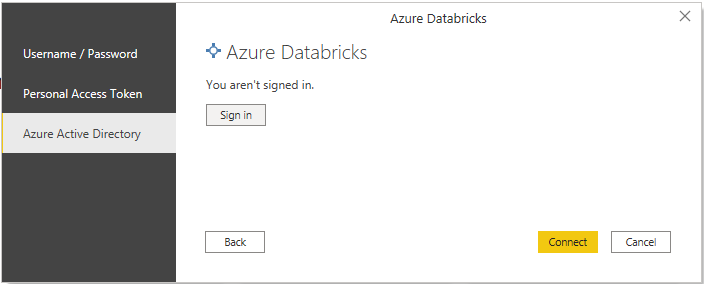 Azure Databricks
Username / Password
Personal Access Token
Azure Active Directory
Azure Databricks
You aren't signed in.
Sign in
Back
Connect
Cancel